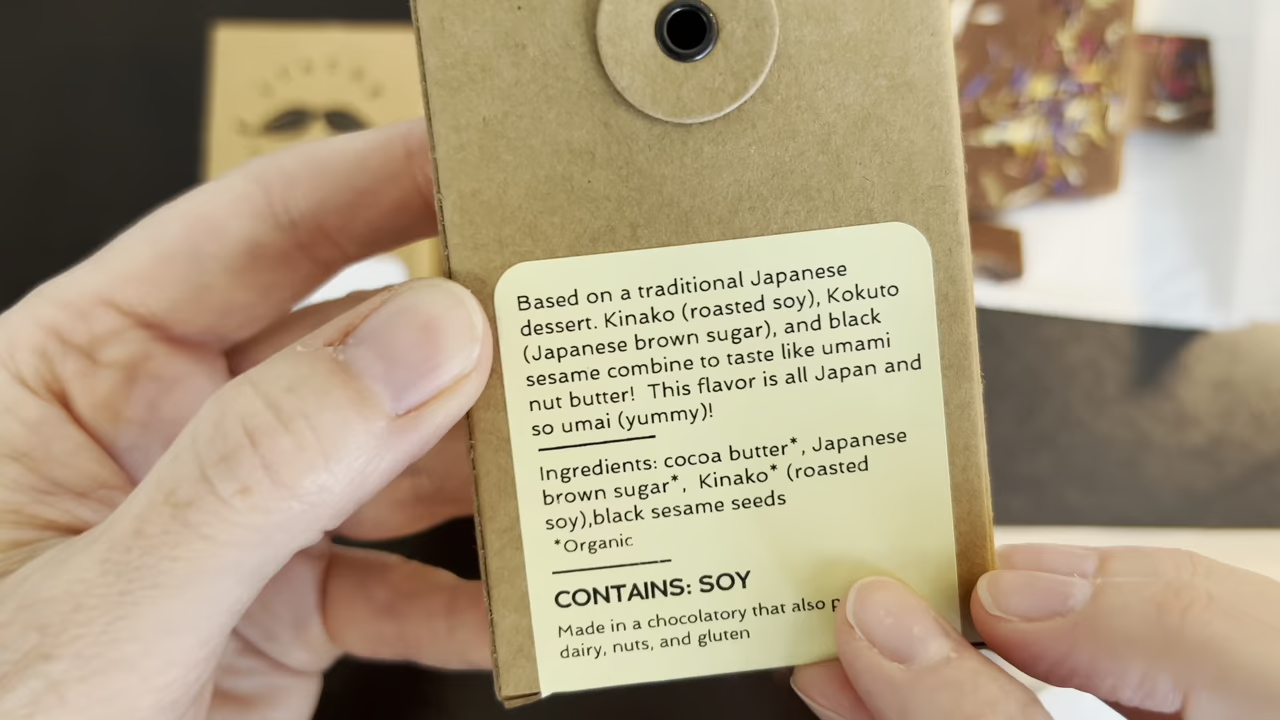 Based on a traditional Japanese
dessert. Kinako (roasted soy), Kokuto
(Japanese brown sugar), and black
sesame combine to taste like umami
nut butter! This flavor is all Japan and
so umai (yummy)!
Ingredients: cocoa butter*, Japanese
brown sugar*, Kinako* (roasted
soy),black sesame seeds
*Organic
CONTAINS: SOY
Made in a chocolatory that also
dairy, nuts, and gluten